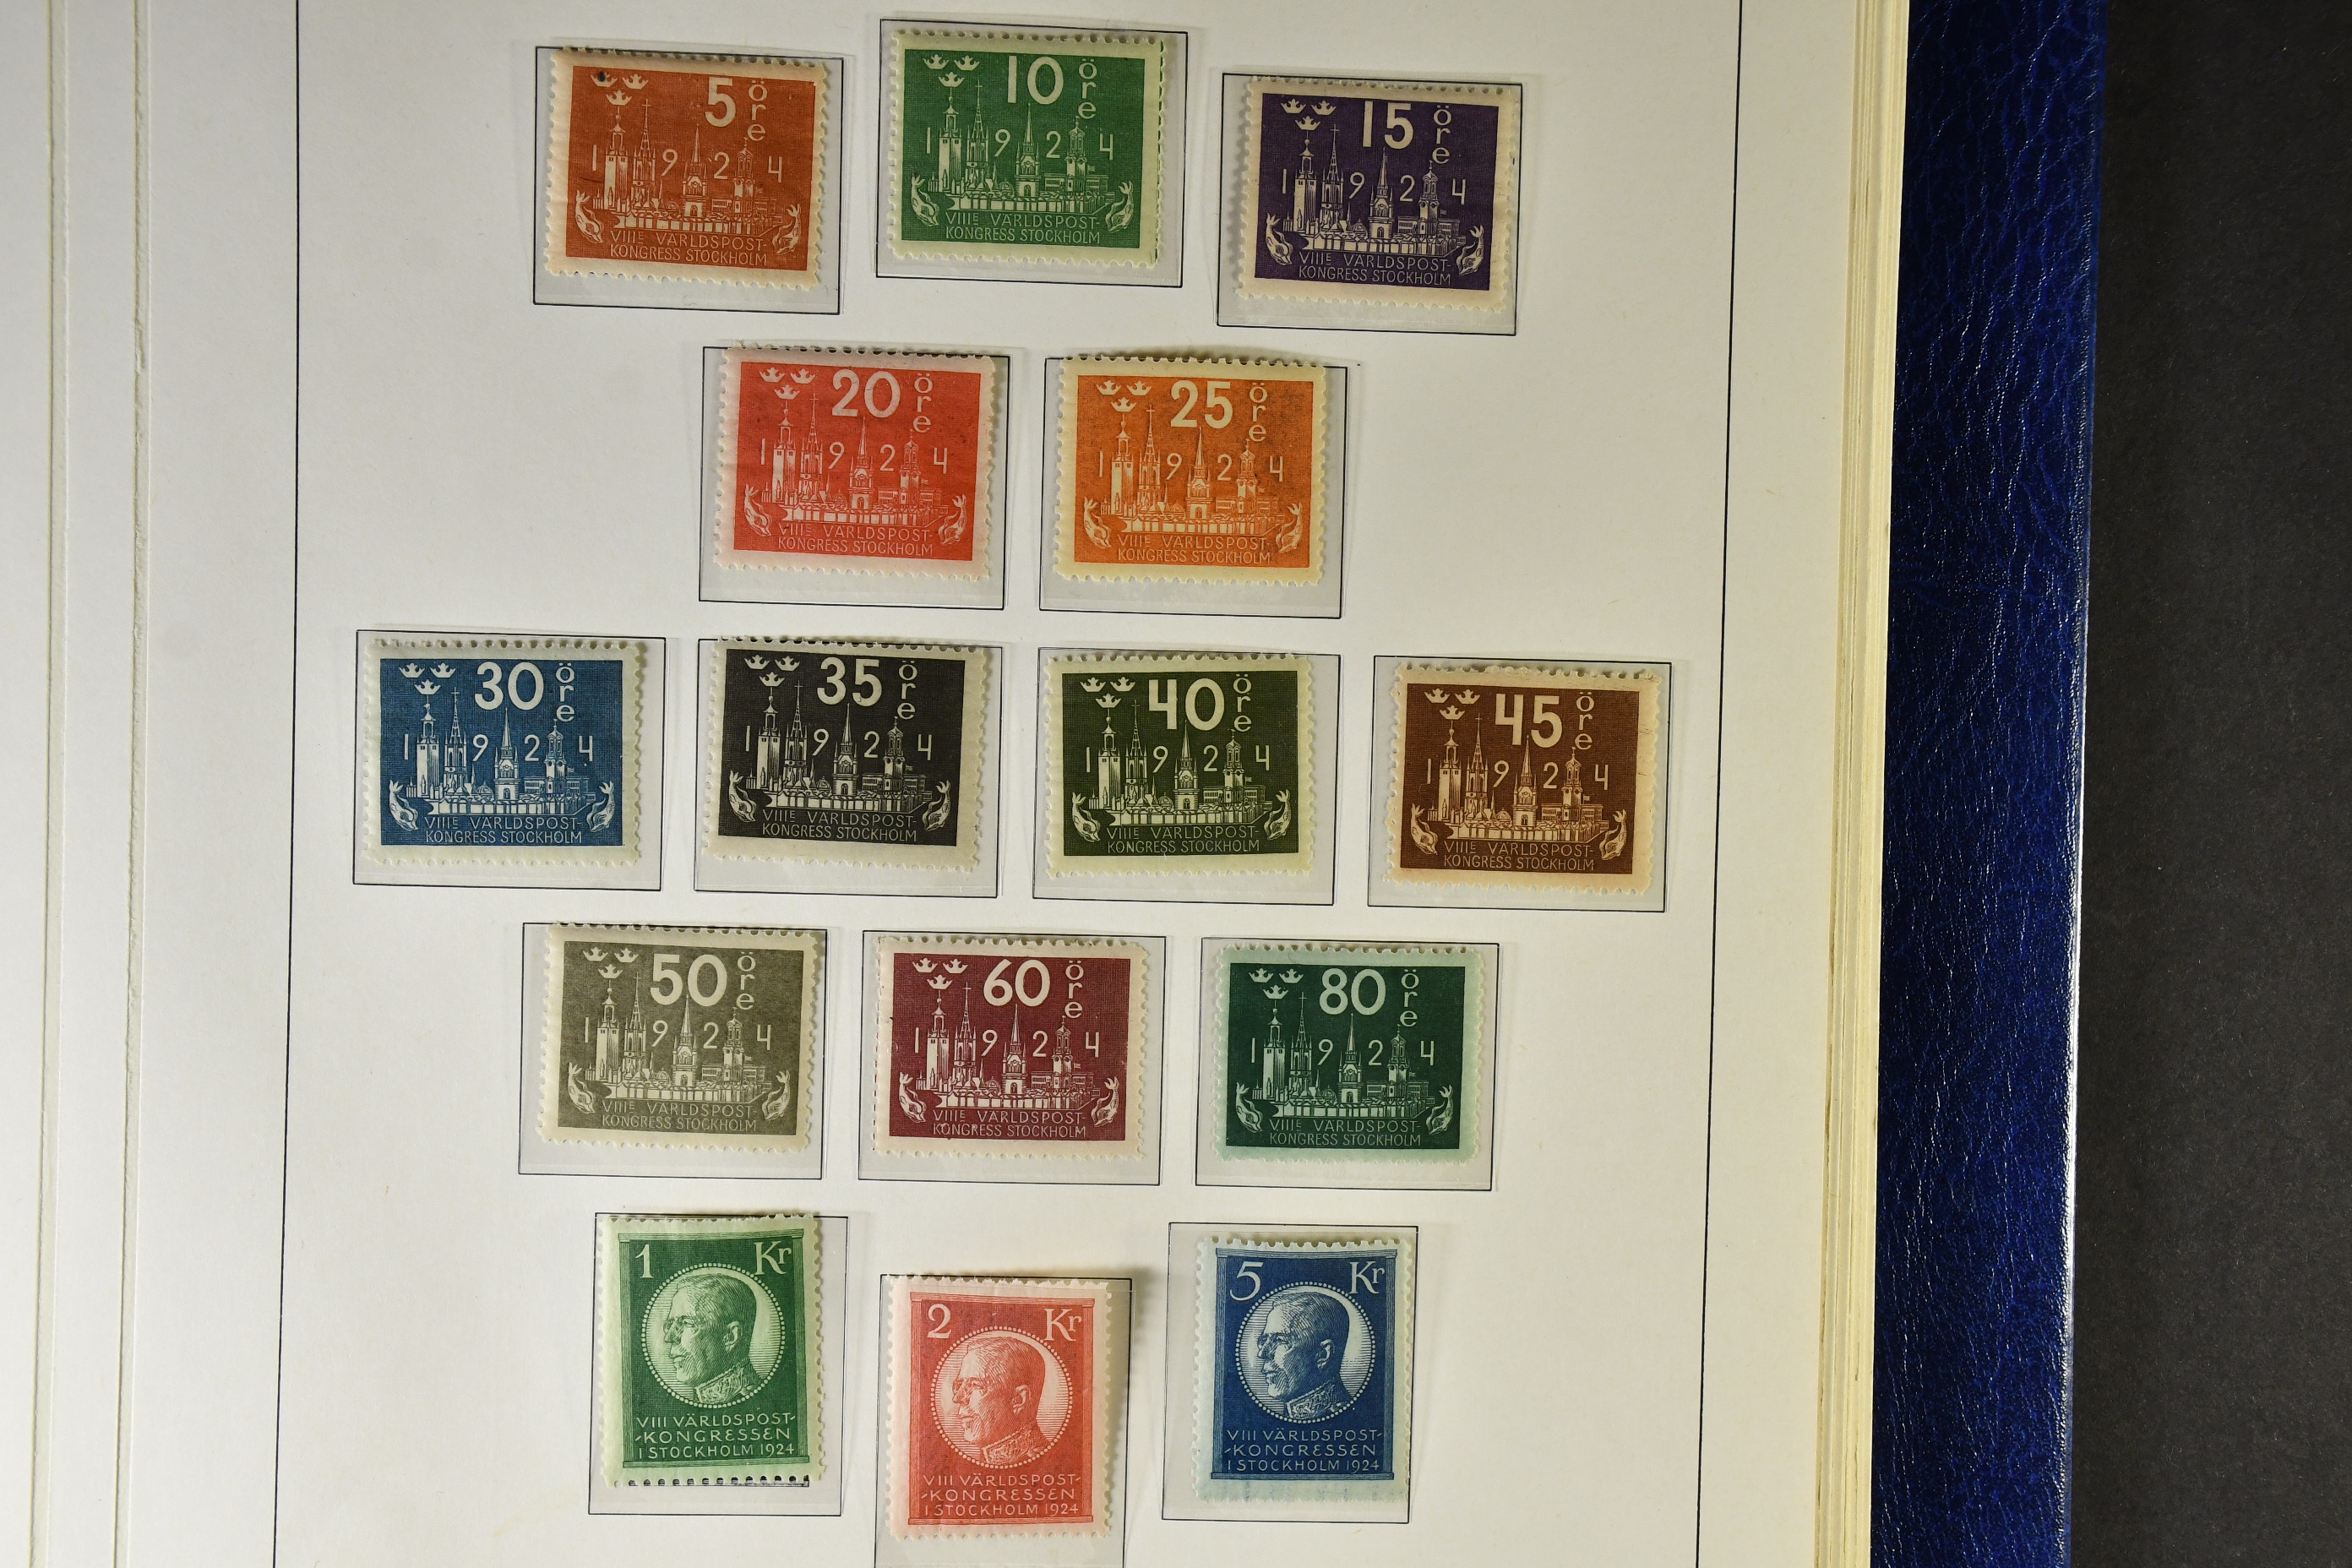 5 öre
1924
VIIIE VÄRLDSPOST-
KONGRESS STOCKHOLM
10 öre
1924
VIIIE VÄRLDSPOST-
KONGRESS STOCKHOLM
15 öre
1924
VIIIE VÄRLDSPOST-
KONGRESS STOCKHOLM
20 öre
1924
VIIIE VÄRLDSPOST-
KONGRESS STOCKHOLM
25 öre
1924
VIIIE VÄRLDSPOST-
KONGRESS STOCKHOLM
30 öre
1924
VIIIE VÄRLDSPOST-
KONGRESS STOCKHOLM
35 öre
1924
VIIIE VÄRLDSPOST-
KONGRESS STOCKHOLM
40 öre
1924
VIIIE VÄRLDSPOST-
KONGRESS STOCKHOLM
45 öre
1924
VIIIE VÄRLDSPOST-
KONGRESS STOCKHOLM
50 öre
1924
VIIIE VÄRLDSPOST-
KONGRESS STOCKHOLM
60 öre
1924
VIIIE VÄRLDSPOST-
KONGRESS STOCKHOLM
80 öre
1924
VIIIE VÄRLDSPOST-
KONGRESS STOCKHOLM
1 Kr
VIII VÄRLDSPOST-
-KONGRESSEN
I STOCKHOLM 1924
2 Kr
VIII VÄRLDSPOST-
-KONGRESSEN
I STOCKHOLM 1924
5 Kr
VIII VÄRLDSPOST-
-KONGRESSEN
I STOCKHOLM 1924